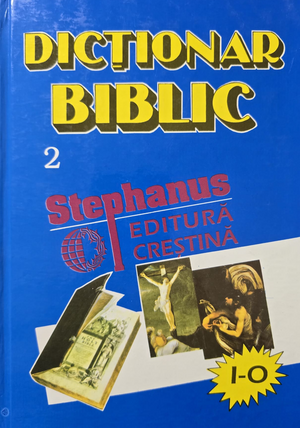 DICȚIONAR
BIBLIC
2
Stephanus
EDITURĂ
CREȘTINĂ
I-O